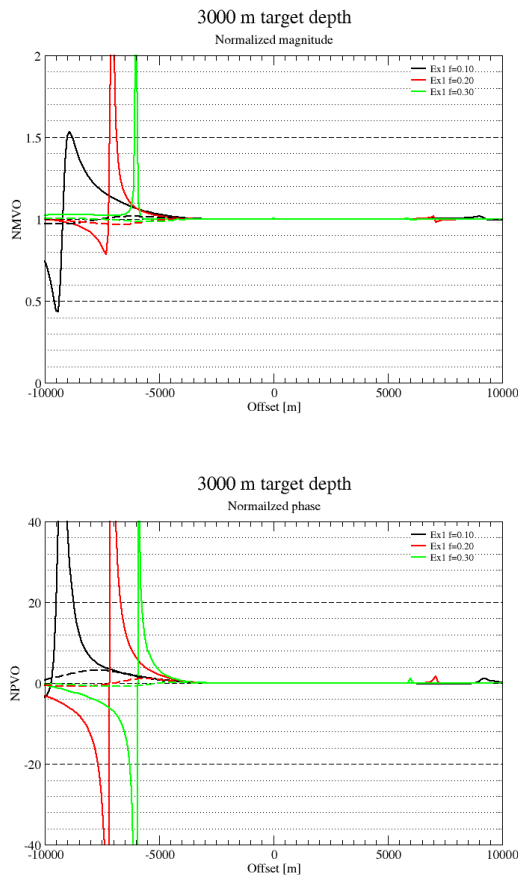 3000 m target depth
Normalized magnitude
2
Ex1 f=0.10
Ex1 f=0.20
Ex1 f=0.30
1.5
NMVO
1
0.5
0
-10000 -5000 0 5000 10000
Offset [m]
3000 m target depth
Normailzed phase
40
Ex1 f=0.10
Ex1 f=0.20
Ex1 f=0.30
20
NPVO
0
-20
-40
-10000 -5000 0 5000 10000
Offset [m]